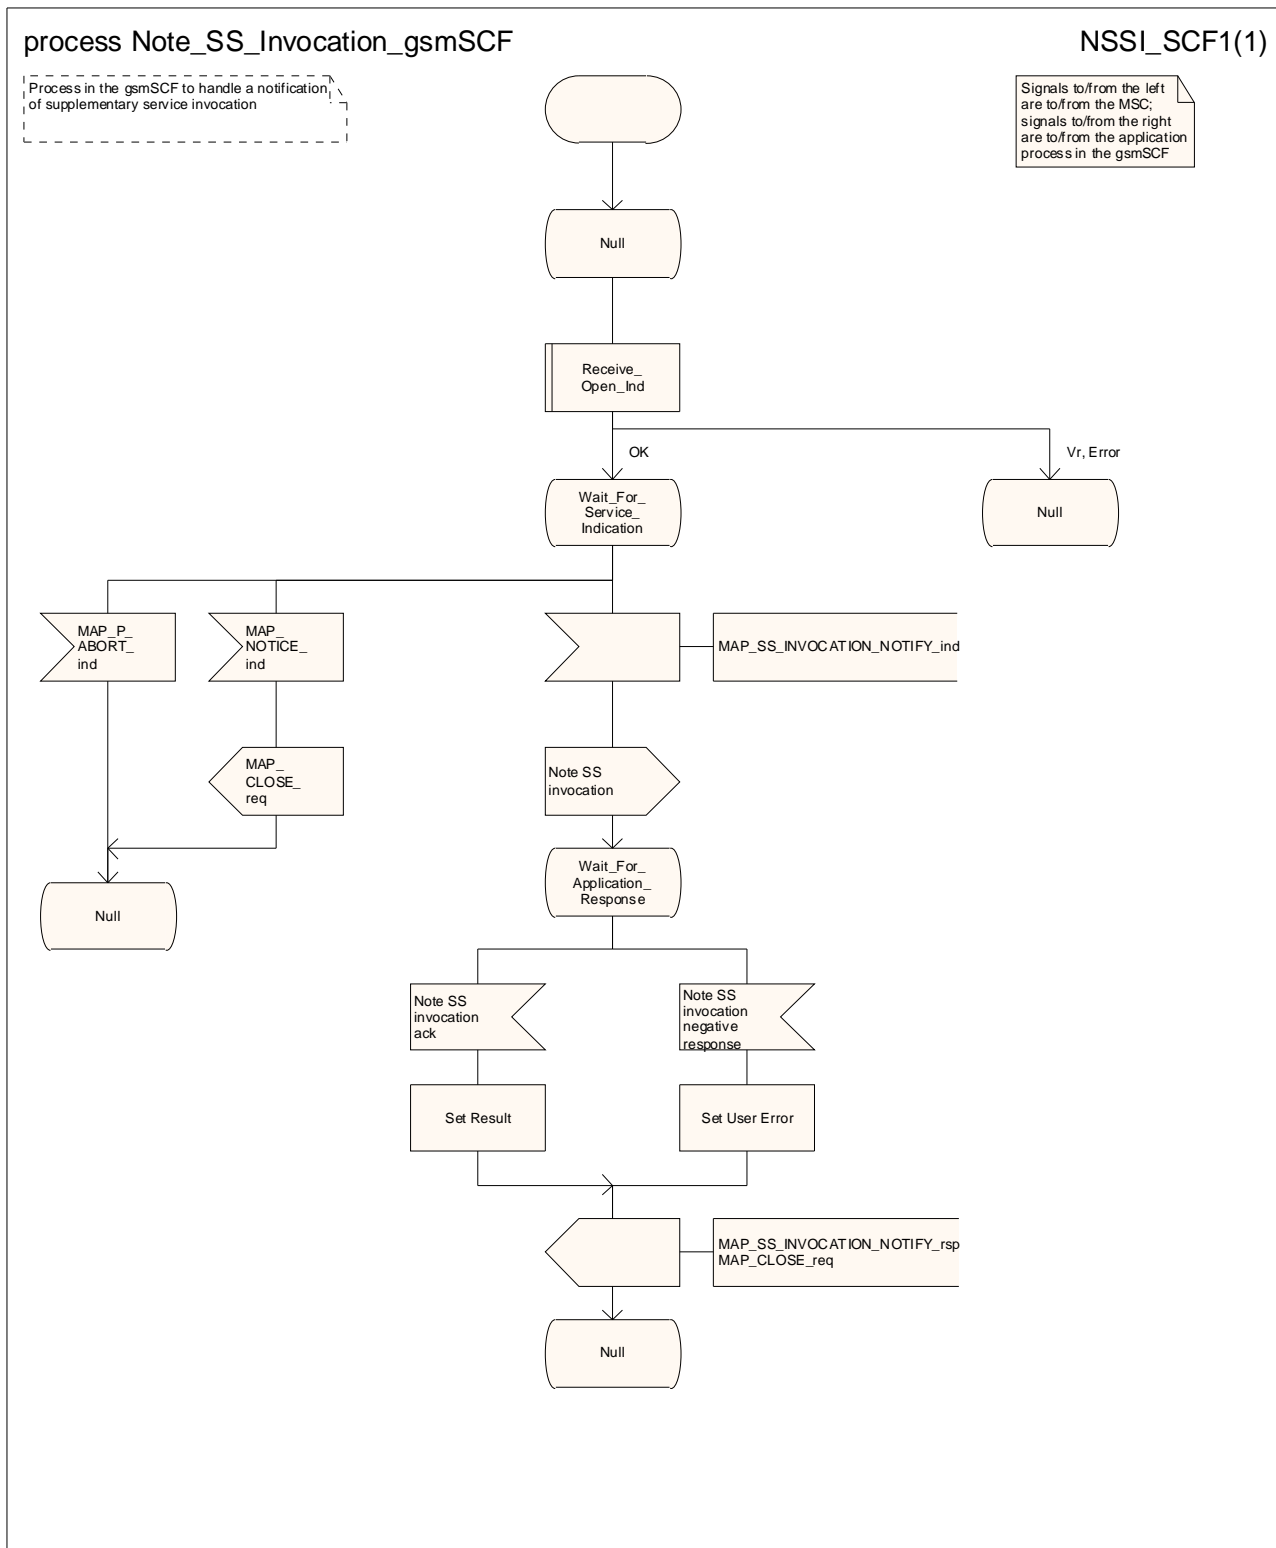 process Note_SS_Invocation_gsmSCF
NSSI_SCF1(1)
Process in the gsmSCF to handle a notification
of supplementary service invocation
Signals to/from the left
are to/from the MSC;
signals to/from the right
are to/from the application
process in the gsmSCF
Null
Receive_
Open_Ind
OK
Vr, Error
Wait_For_
Service_
Indication
Null
MAP_P_
ABORT_
ind
MAP_
NOTICE_
ind
MAP_SS_INVOCATION_NOTIFY_ind
MAP_
CLOSE_
req
Note SS
invocation
Wait_For_
Application_
Response
Null
Note SS
invocation
ack
Note SS
invocation
negative
response
Set Result
Set User Error
MAP_SS_INVOCATION_NOTIFY_rsp
MAP_CLOSE_req
Null